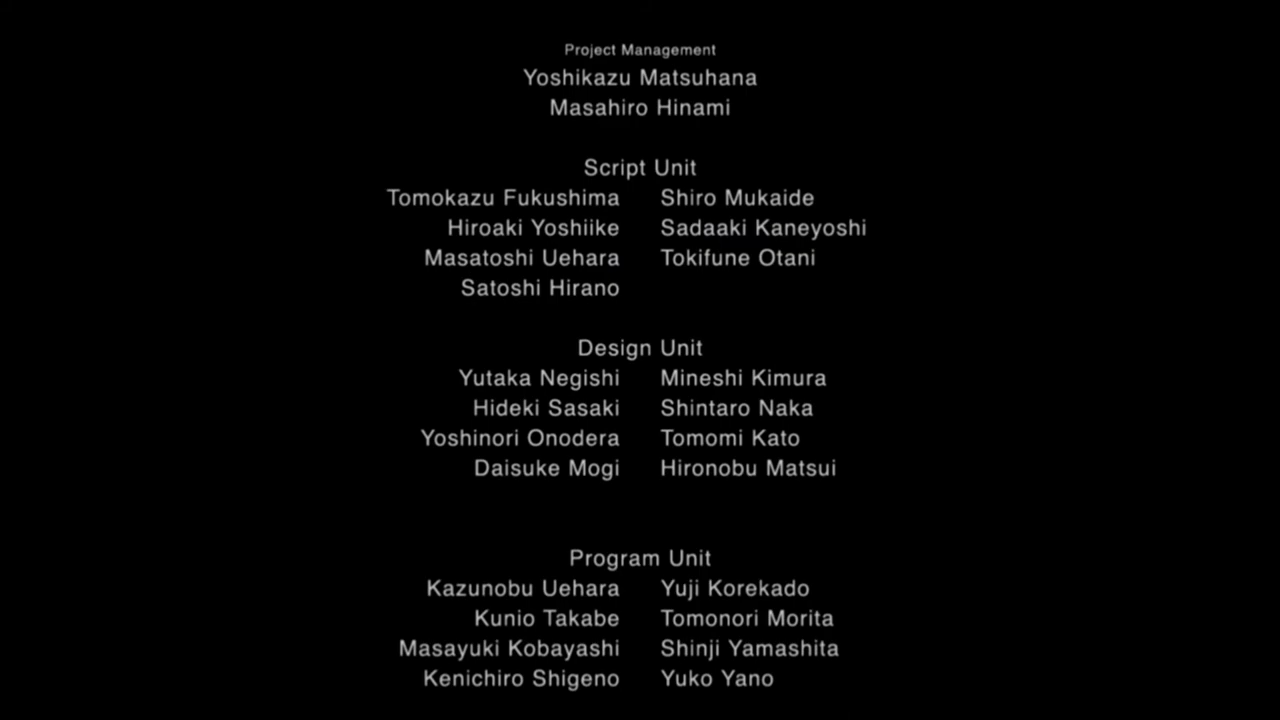 Project Management
Yoshikazu Matsuhana
Masahiro Hinami
Script Unit
Tomokazu Fukushima Shiro Mukaide
Hiroaki Yoshiike Sadaaki Kaneyoshi
Masatoshi Uehara Tokifune Otani
Satoshi Hirano
Design Unit
Yutaka Negishi Mineshi Kimura
Hideki Sasaki Shintaro Naka
Yoshinori Onodera Tomomi Kato
Daisuke Mogi Hironobu Matsui
Program Unit
Kazunobu Uehara Yuji Korekado
Kunio Takabe Tomonori Morita
Masayuki Kobayashi Shinji Yamashita
Kenichiro Shigeno Yuko Yano